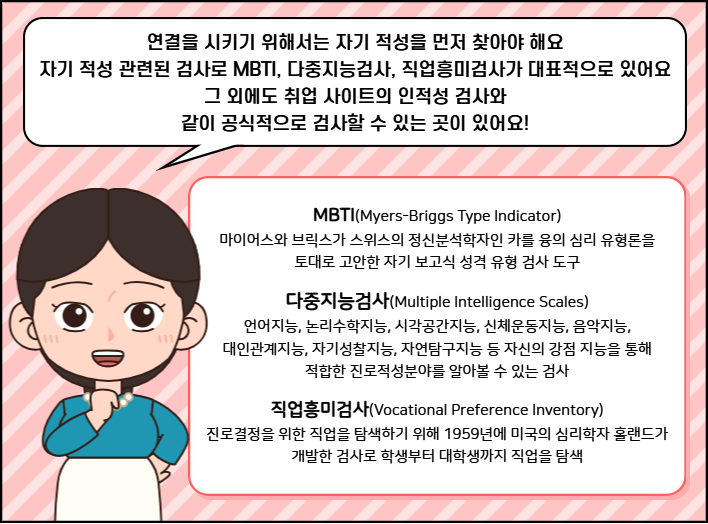 연결을 시키기 위해서는 자기 적성을 먼저 찾아야 해요
자기 적성 관련된 검사로 MBTI, 다중지능검사, 직업흥미검사가 대표적으로 있어요
그 외에도 취업 사이트의 인적성 검사와
같이 공식적으로 검사할 수 있는 곳이 있어요!
MBTI(Myers-Briggs Type Indicator)
마이어스와 브릭스가 스위스의 정신분석학자인 카를 융의 심리 유형론을
토대로 고안한 자기 보고식 성격 유형 검사 도구
다중지능검사(Multiple Intelligence Scales)
언어지능, 논리수학지능, 시각공간지능, 신체운동지능, 음악지능,
대인관계지능, 자기성찰지능, 자연탐구지능 등 자신의 강점 지능을 통해
적합한 진로적성분야를 알아볼 수 있는 검사
직업흥미검사(Vocational Preference Inventory)
진로결정을 위한 직업을 탐색하기 위해 1959년에 미국의 심리학자 홀랜드가
개발한 검사로 학생부터 대학생까지 직업을 탐색